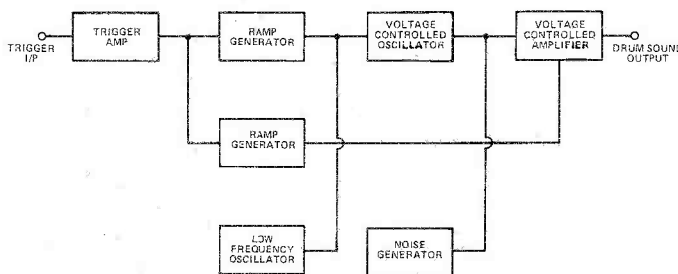 TRIGGER
I/P
TRIGGER
AMP
RAMP
GENERATOR
VOLTAGE
CONTROLLED
OSCILLATOR
VOLTAGE
CONTROLLED
AMPLIFIER
DRUM SOUND
OUTPUT
RAMP
GENERATOR
LOW
FREQUENCY
OSCILLATOR
NOISE
GENERATOR